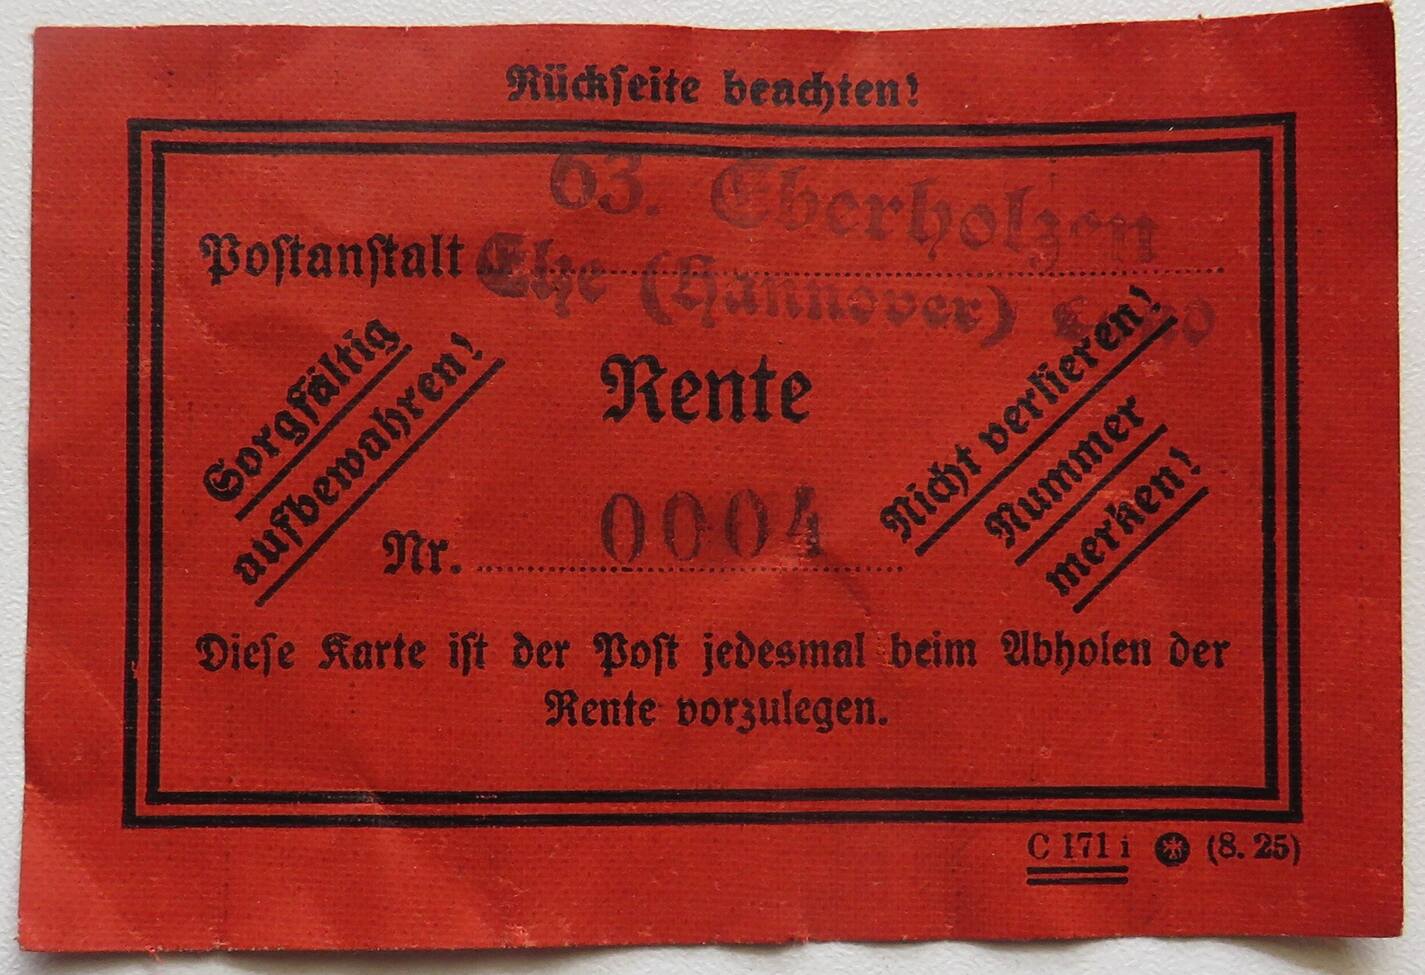 Rückseite beachten!
63. Eberholzen
Postanstalt
Elze (Hannover) Land
Sorgfältig
aufbewahren!
Rente
Nicht verlieren!
Nummer
merken!
Nr. 0004
Diese Karte ist der Post jedesmal beim Abholen der
Rente vorzulegen.
C 171 i (8. 25)